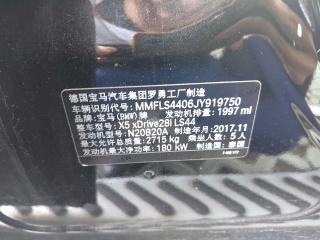 德国宝马汽车集团罗勇工厂制造
车辆识别代号: MMFLS4406JY919750
品牌: 宝马(BMW)牌 发动机排量: 1997 ml
整车型号: X5 xDrive28i LS44
发动机型号: N20B20A 制造年月: 2017.11
最大允许总质量: 2715 kg 乘坐人数: 5 人
发动机最大净功率: 180 kW 制造国: 泰国